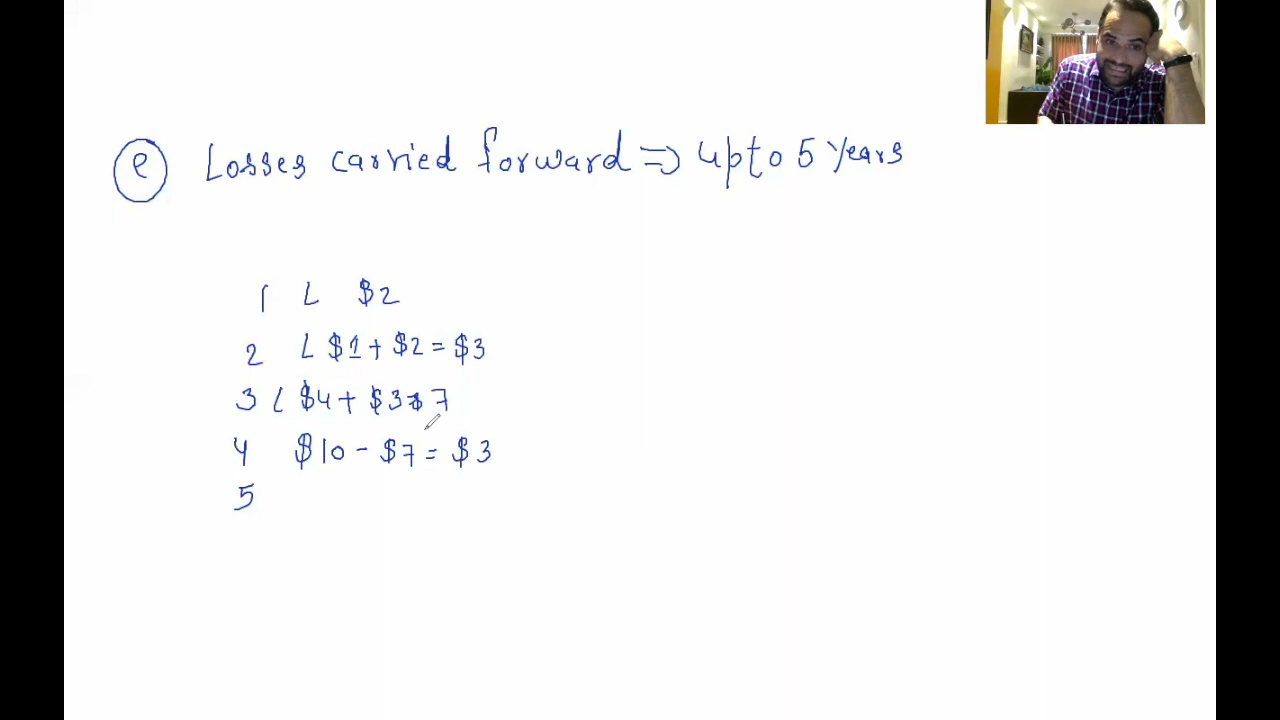 e Losses carried forward => upto 5 Years
1 L $2
2 L $1 + $2 = $3
3 L $4 + $3 = $7
4 $10 - $7 = $3
5